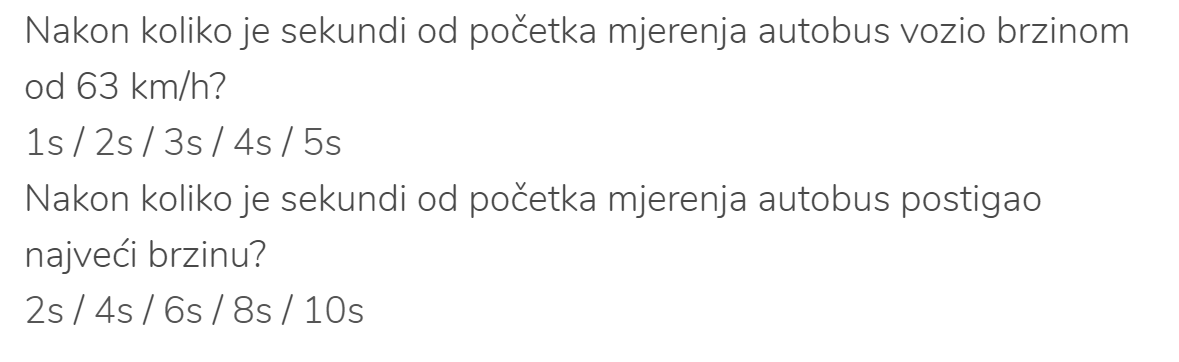 Nakon koliko je sekundi od početka mjerenja autobus vozio brzinom
od 63 km/h?
1s / 2s / 3s / 4s / 5s
Nakon koliko je sekundi od početka mjerenja autobus postigao
najveći brzinu?
2s / 4s / 6s / 8s / 10s